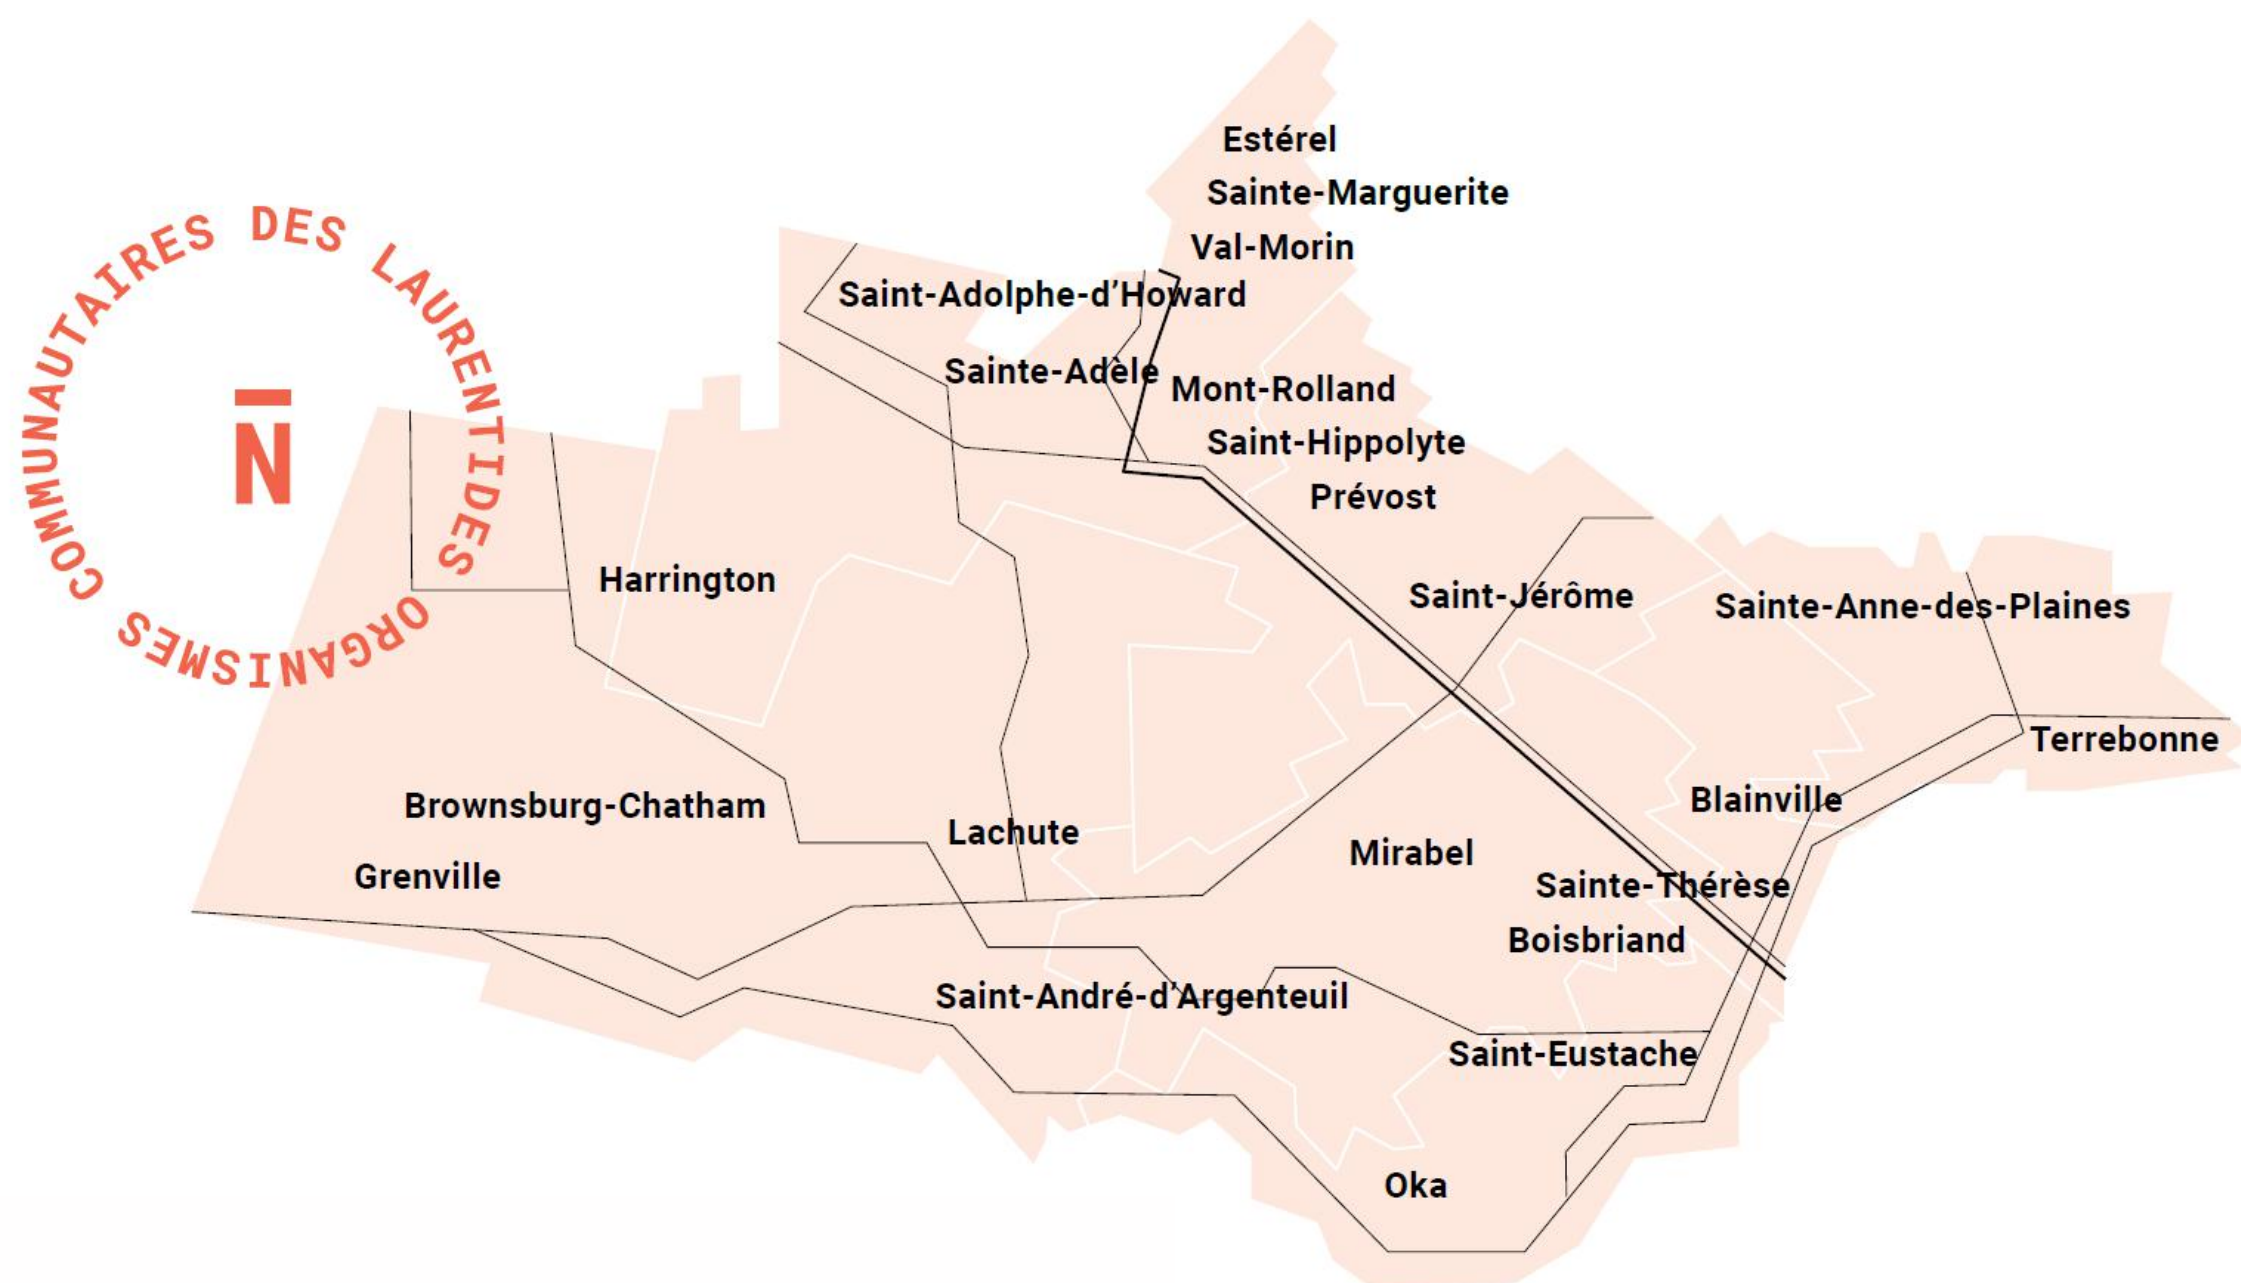 ORGANISMES COMMUNAUTAIRES DES LAURENTIDES
N
Estérel
Sainte-Marguerite
Val-Morin
Saint-Adolphe-d’Howard
Sainte-Adèle
Mont-Rolland
Saint-Hippolyte
Prévost
Harrington
Saint-Jérôme
Sainte-Anne-des-Plaines
Terrebonne
Brownsburg-Chatham
Blainville
Lachute
Mirabel
Grenville
Sainte-Thérèse
Boisbriand
Saint-André-d’Argenteuil
Saint-Eustache
Oka